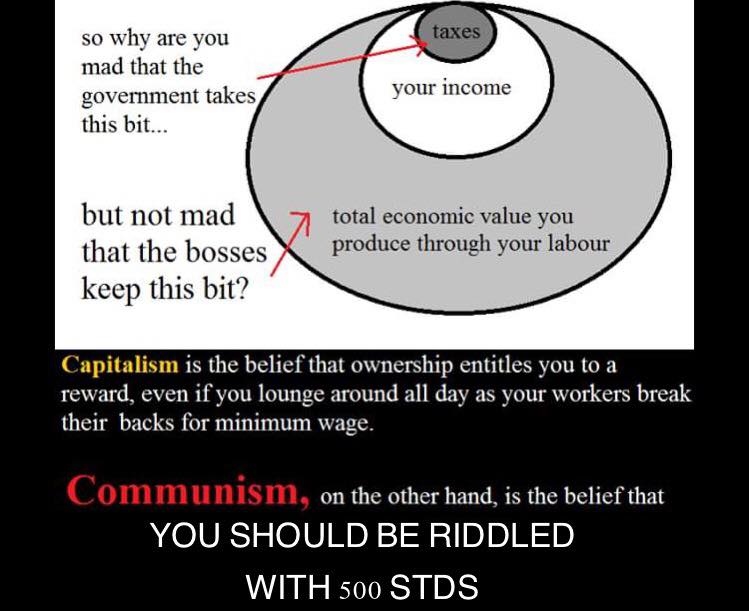 so why are you
mad that the
government takes
this bit...
taxes
your income
but not mad
that the bosses
keep this bit?
total economic value you
produce through your labour
Capitalism is the belief that ownership entitles you to a
reward, even if you lounge around all day as your workers break
their backs for minimum wage.
Communism, on the other hand, is the belief that
YOU SHOULD BE RIDDLED
WITH 500 STDS